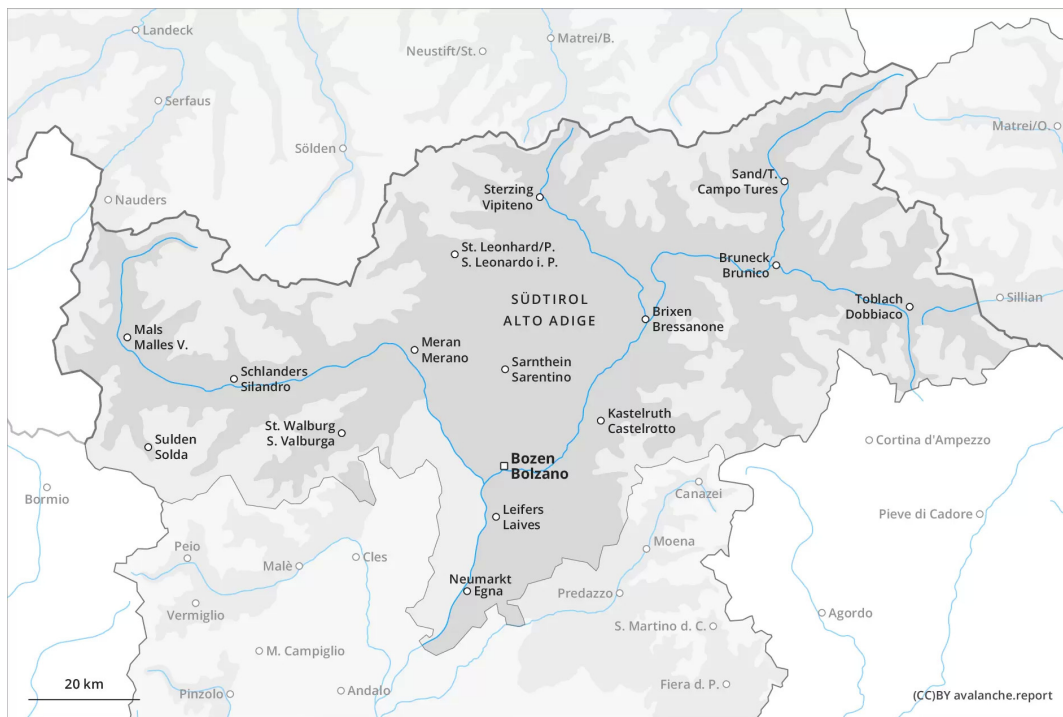 Landeck
Matrei/B.
Neustift/St.
Serfaus
Matrei/O.
Sölden
Sand/T.
Campo Tures
Sterzing
Vipiteno
Nauders
St. Leonhard/P.
S. Leonardo i. P.
Bruneck
Brunico
SÜDTIROL
ALTO ADIGE
Toblach
Dobbiaco
Sillian
Brixen
Bressanone
Mals
Malles V.
Meran
Merano
Sarnthein
Sarentino
Schlanders
Silandro
Kastelruth
Castelrotto
St. Walburg
S. Valburga
Sulden
Solda
Cortina d'Ampezzo
Bozen
Bolzano
Bormio
Canazei
Leifers
Laives
Pieve di Cadore
Moena
Peio
Cles
Malè
Neumarkt
Egna
Predazzo
Vermiglio
Agordo
S. Martino d. C.
M. Campiglio
20 km
Pinzolo
Andalo
Fiera d. P.
(CC)BY avalanche.report